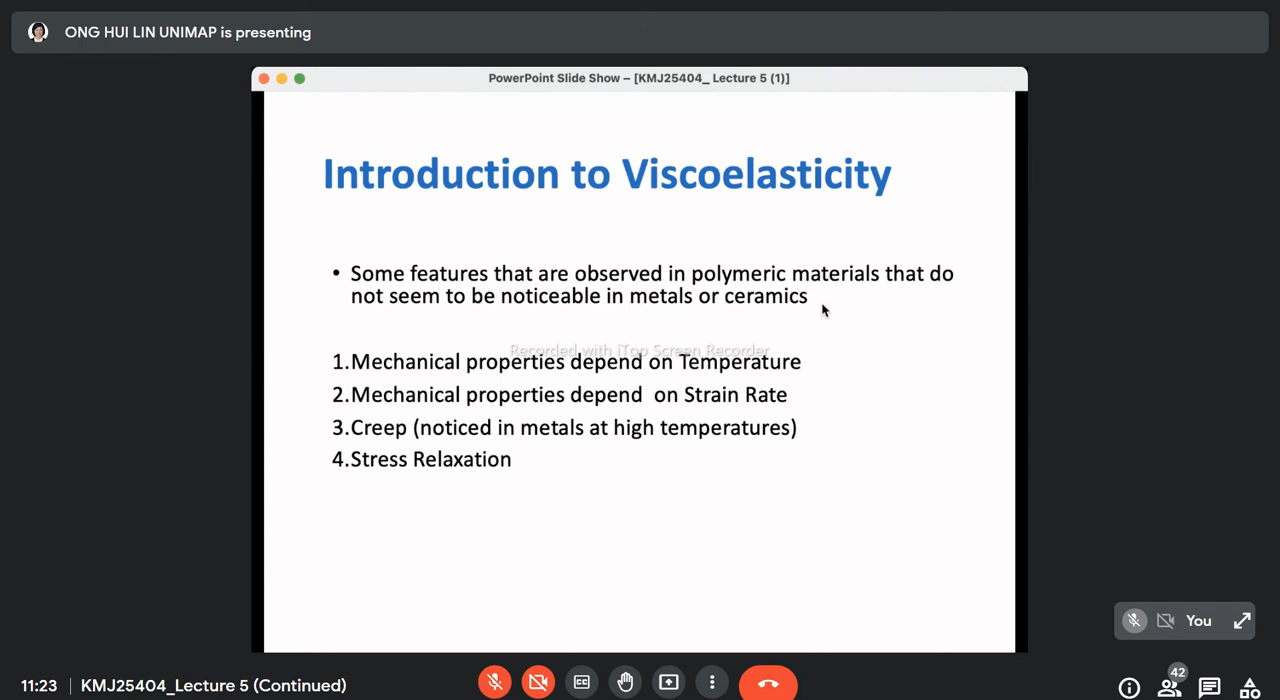 ONG HUI LIN UNIMAP is presenting
PowerPoint Slide Show – [KMJ25404_ Lecture 5 (1)]
Introduction to Viscoelasticity
• Some features that are observed in polymeric materials that do
not seem to be noticeable in metals or ceramics
Recorded with iTop Screen Recorder
1.Mechanical properties depend on Temperature
2.Mechanical properties depend on Strain Rate
3.Creep (noticed in metals at high temperatures)
4.Stress Relaxation
You
11:23 | KMJ25404_Lecture 5 (Continued)
42